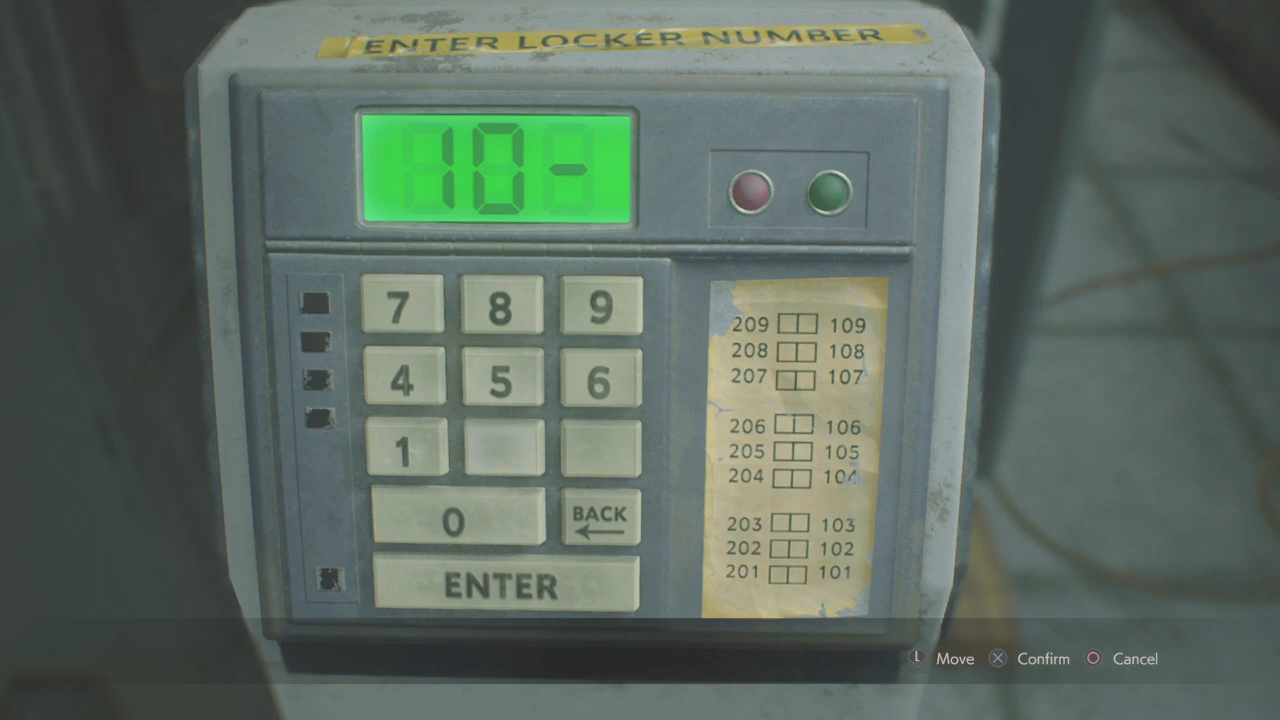 ENTER LOCKER NUMBER
10-
7 8 9
4 5 6
1
0 BACK
ENTER
209 109
208 108
207 107
206 106
205 105
204 104
203 103
202 102
201 101
L Move Confirm Cancel